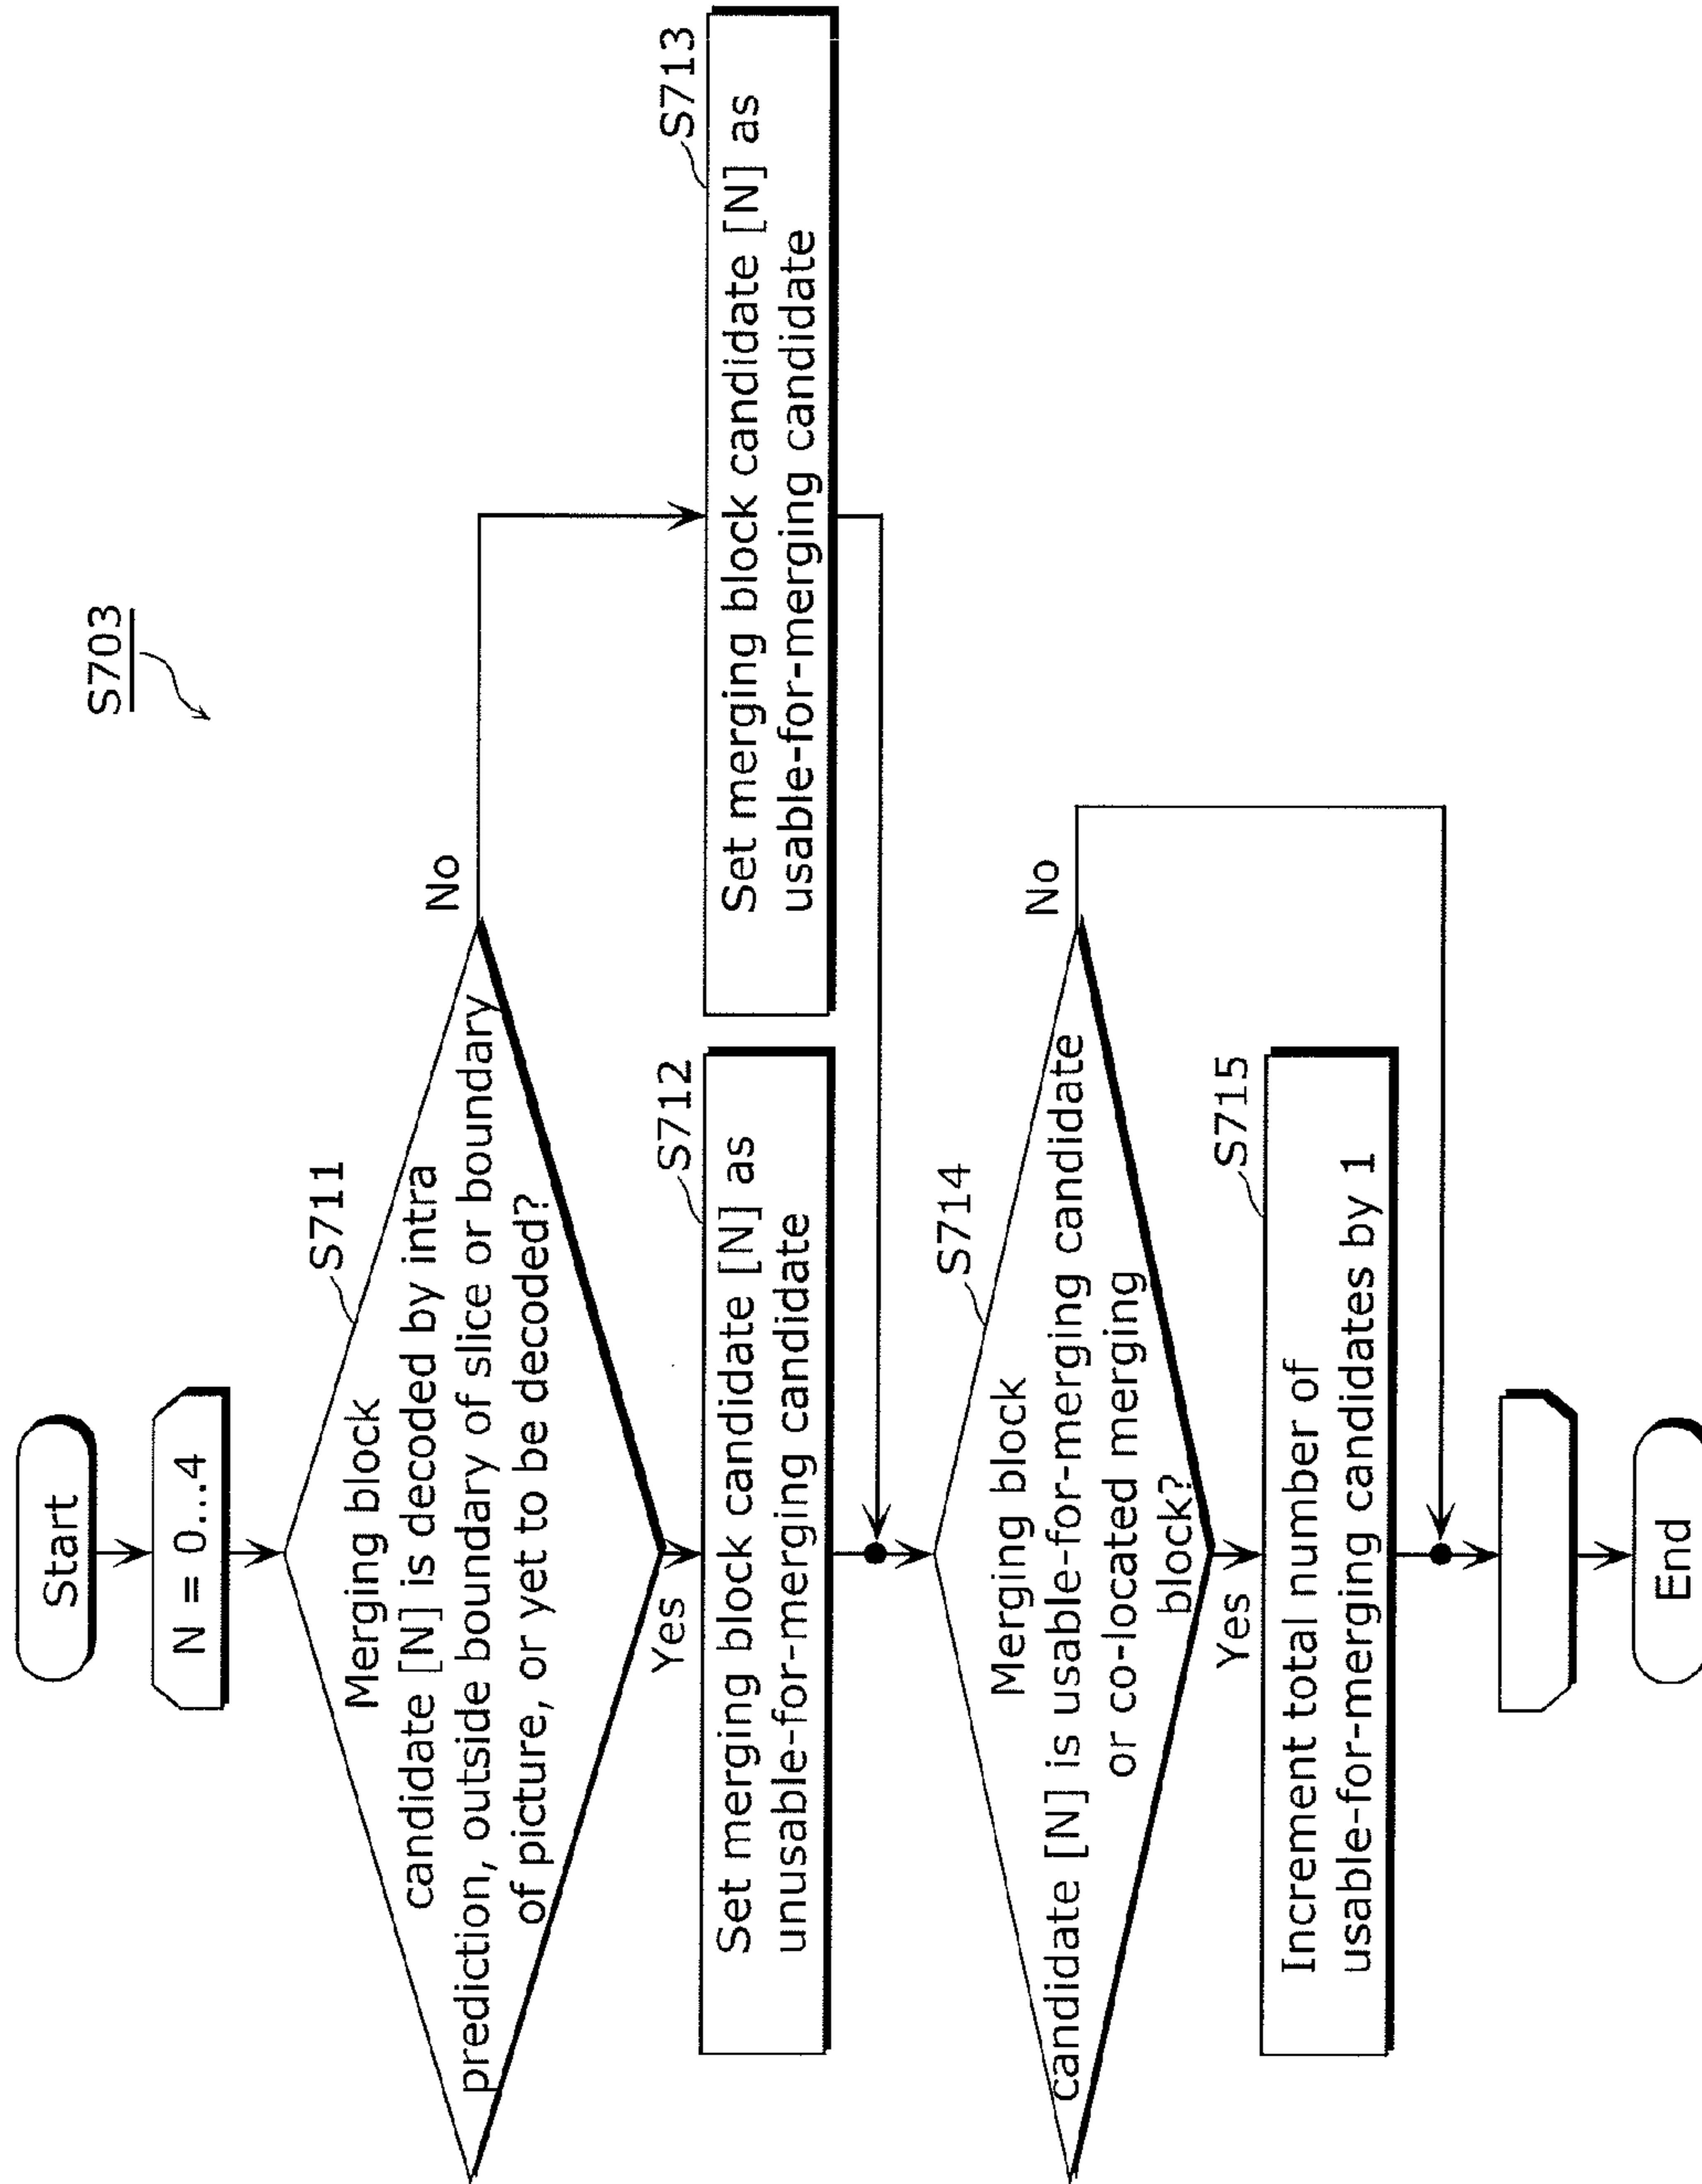 S703
Start
N = 0...4
S711
Merging block
candidate [N] is decoded by intra
prediction, outside boundary of slice or boundary
of picture, or yet to be decoded?
No
Yes
S712
Set merging block candidate [N] as
unusable-for-merging candidate
S713
Set merging block candidate [N] as
usable-for-merging candidate
S714
Merging block
candidate [N] is usable-for-merging candidate
or co-located merging
block?
No
Yes
S715
Increment total number of
usable-for-merging candidates by 1
End